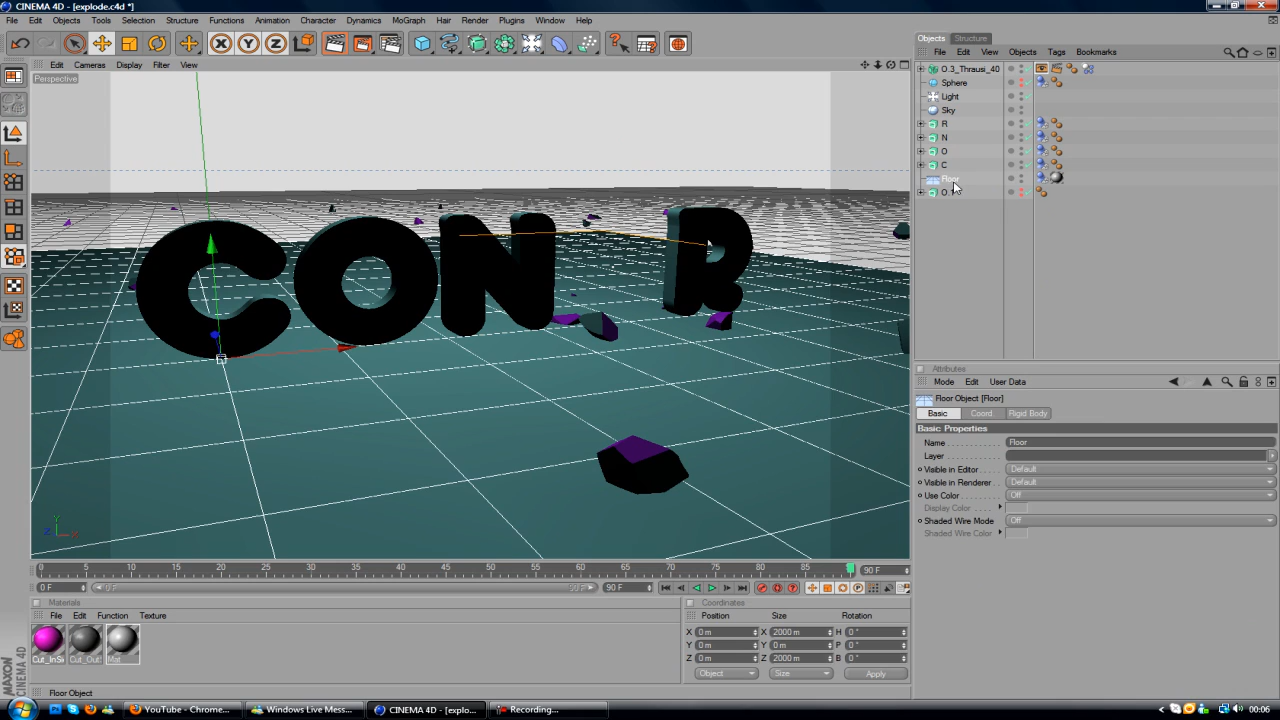 CINEMA 4D - [explode.c4d *]
File Edit Objects Tools Selection Structure Functions Animation Character Dynamics MoGraph Hair Render Plugins Window Help
Edit Cameras Display Filter View
Perspective
CON R
X Y Z
Objects Structure
File Edit View Objects Tags Bookmarks
O.3_Thrausi_40
Sphere
Light
Sky
R
N
O
C
Floor
Attributes
Mode Edit User Data
Floor Object [Floor]
Basic Coord Rigid Body
Basic Properties
Name Floor
Layer
Visible in Editor Default
Visible in Renderer Default
Use Color Off
Display Color
Shaded Wire Mode Off
Shaded Wire Color
0 5 10 15 20 25 30 35 40 45 50 55 60 65 70 75 80 85 90 F
0 F 0 F 90 F 90 F
Materials
File Edit Function Texture
Cut_InSi Cut_OutS Mat
Coordinates
Position Size Rotation
X 0 m X 2000 m H 0 °
Y 0 m Y 0 m P 0 °
Z 0 m Z 2000 m B 0 °
Object Size Apply
MAXON CINEMA 4D
Floor Object
YouTube - Chrome... Windows Live Mess... CINEMA 4D - [explo... Recording... 00:06